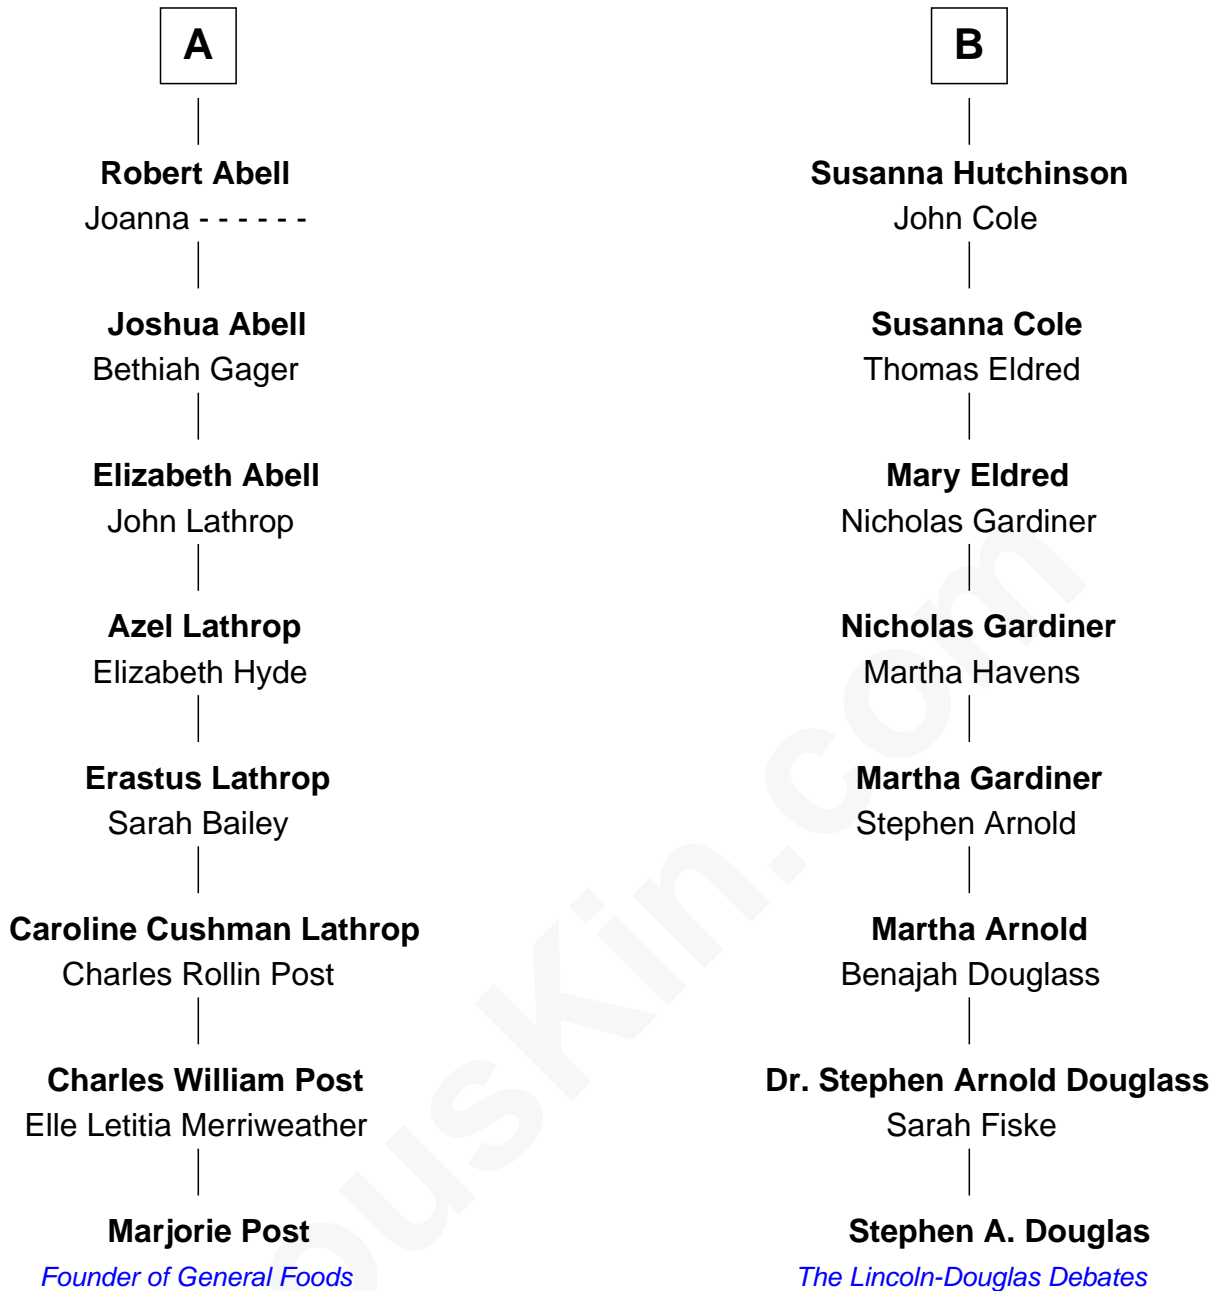 A
Robert Abell
Joanna - - - - - -
Joshua Abell
Bethiah Gager
Elizabeth Abell
John Lathrop
Azel Lathrop
Elizabeth Hyde
Erastus Lathrop
Sarah Bailey
Caroline Cushman Lathrop
Charles Rollin Post
Charles William Post
Elle Letitia Merriweather
Marjorie Post
Founder of General Foods
B
Susanna Hutchinson
John Cole
Susanna Cole
Thomas Eldred
Mary Eldred
Nicholas Gardiner
Nicholas Gardiner
Martha Havens
Martha Gardiner
Stephen Arnold
Martha Arnold
Benajah Douglass
Dr. Stephen Arnold Douglass
Sarah Fiske
Stephen A. Douglas
The Lincoln-Douglas Debates
ousKin.com